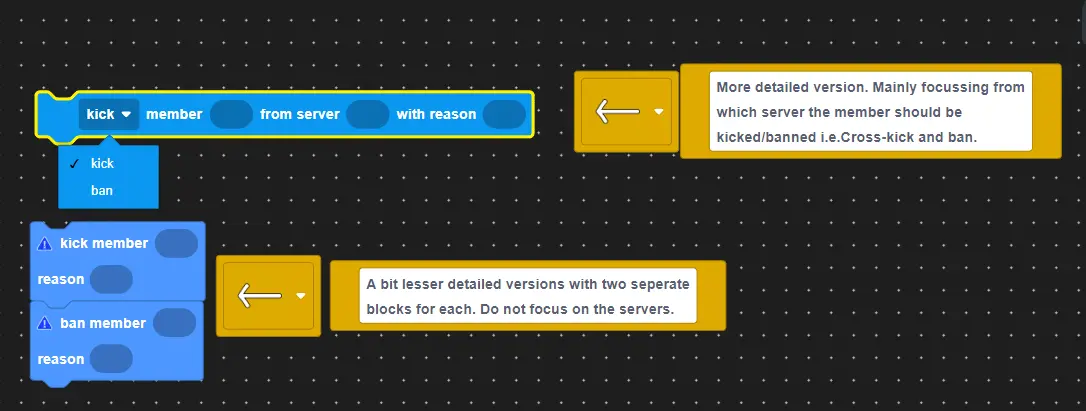 kick member from server with reason
kick
ban
More detailed version. Mainly focussing from
which server the member should be
kicked/banned i.e.Cross-kick and ban.
kick member
reason
ban member
reason
A bit lesser detailed versions with two seperate
blocks for each. Do not focus on the servers.